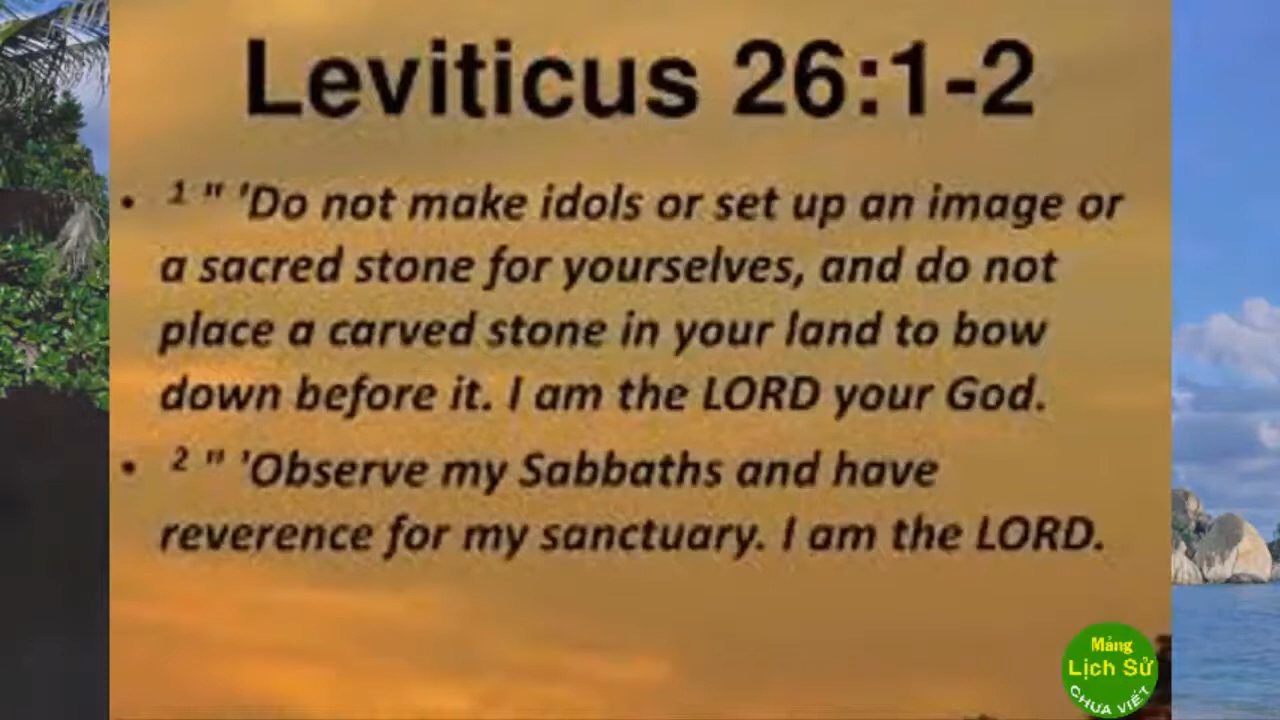 Leviticus 26:1-2
• 1 " 'Do not make idols or set up an image or
a sacred stone for yourselves, and do not
place a carved stone in your land to bow
down before it. I am the LORD your God.
• 2 " 'Observe my Sabbaths and have
reverence for my sanctuary. I am the LORD.
Mảng
Lịch Sử
CHƯA VIẾT